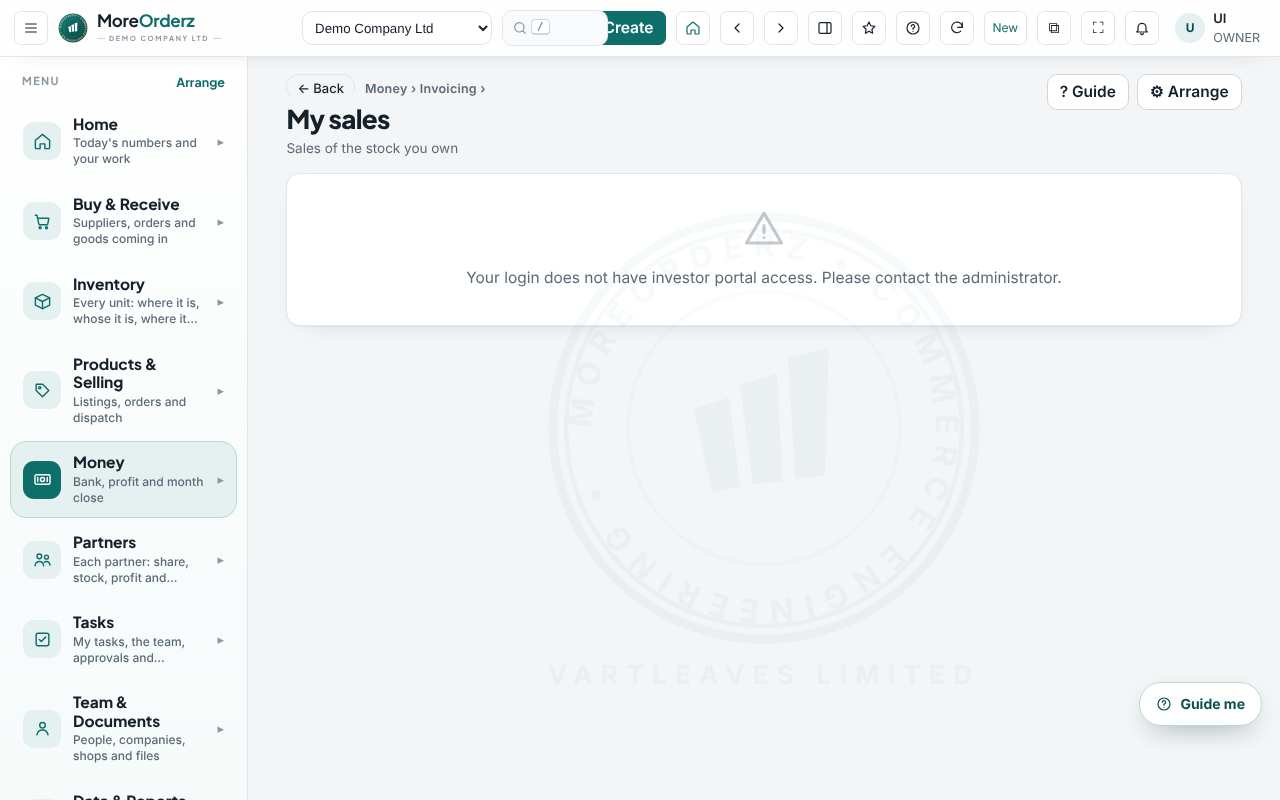 MoreOrderz
— DEMO COMPANY LTD —
Demo Company Ltd
/
Create
New
U
UI
OWNER
MENU
Arrange
Home
Today's numbers and
your work
Buy & Receive
Suppliers, orders and
goods coming in
Inventory
Every unit: where it is,
whose it is, where it...
Products &
Selling
Listings, orders and
dispatch
Money
Bank, profit and month
close
Partners
Each partner: share,
stock, profit and...
Tasks
My tasks, the team,
approvals and...
Team &
Documents
People, companies,
shops and files
Data & Reports
← Back
Money › Invoicing ›
? Guide
⚙ Arrange
My sales
Sales of the stock you own
Your login does not have investor portal access. Please contact the administrator.
MOREORDERZ • COMMERCE ENGINEERING •
VARTLEAVES LIMITED
Guide me